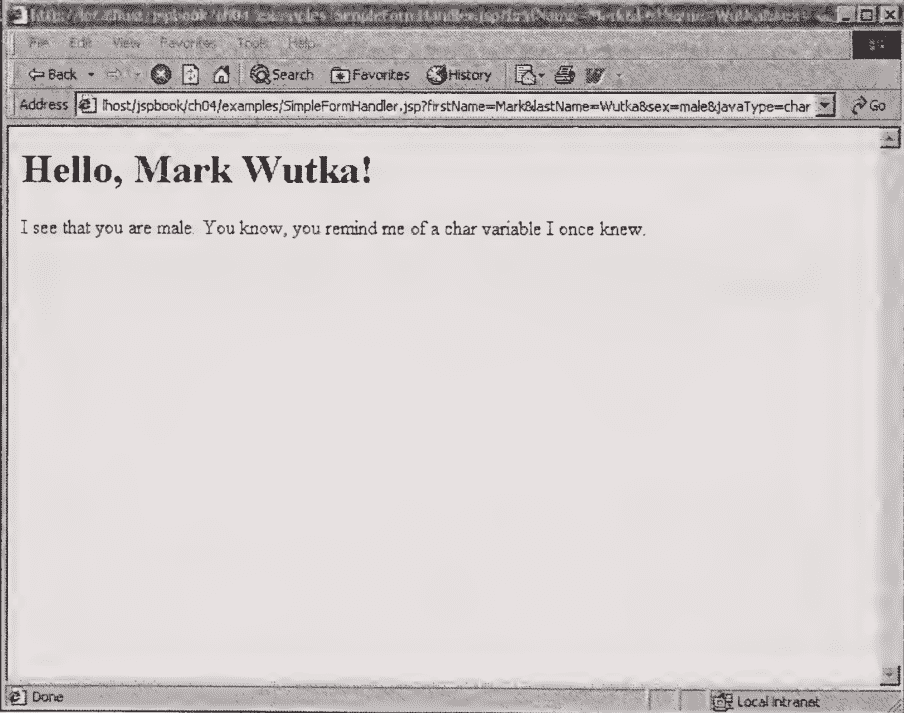 File Edit View Favorites Tools Help
Back Search Favorites History
Address lhost/jspbook/ch04/examples/SimpleFormHandler.jsp?firstName=Mark&lastName=Wutka&sex=male&javaType=char Go
Hello, Mark Wutka!
I see that you are male. You know, you remind me of a char variable I once knew.
Done Local intranet